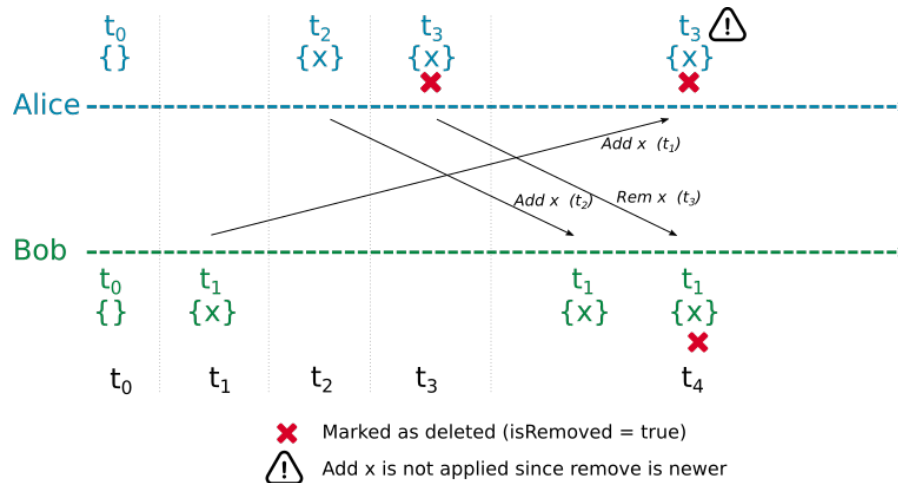 t₀ t₂ t₃ t₃
{} {x} {x} {x}
Alice
Add x (t₁)
Add x (t₂) Rem x (t₃)
Bob
t₀ t₁ t₁ t₁
{} {x} {x} {x}
t₀ t₁ t₂ t₃ t₄
Marked as deleted (isRemoved = true)
Add x is not applied since remove is newer